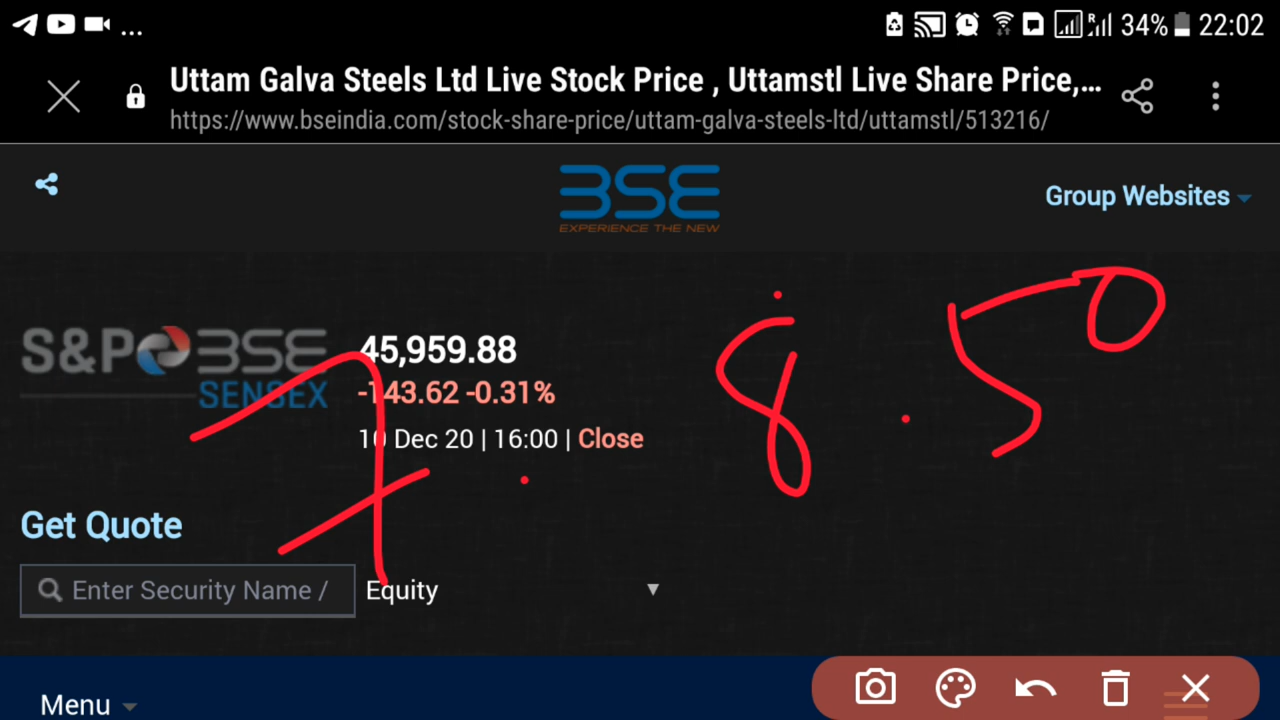 ... 34% 22:02
Uttam Galva Steels Ltd Live Stock Price , Uttamstl Live Share Price,...
https://www.bseindia.com/stock-share-price/uttam-galva-steels-ltd/uttamstl/513216/
BSE
EXPERIENCE THE NEW
Group Websites
S&P BSE
SENSEX
45,959.88
-143.62 -0.31%
10 Dec 20 | 16:00 | Close
7 . 8 . 50
Get Quote
Enter Security Name /
Equity
Menu